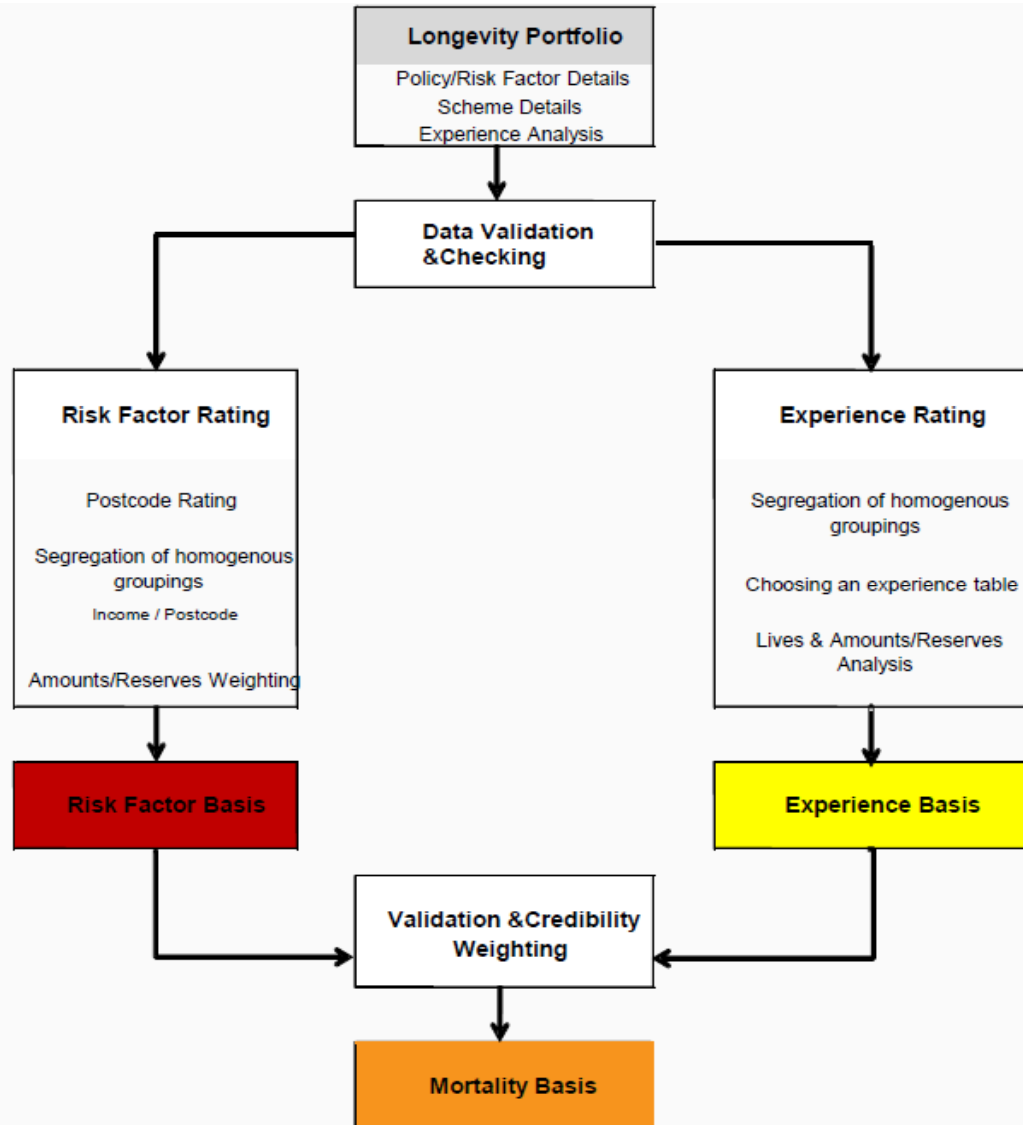 Longevity Portfolio
Policy/Risk Factor Details
Scheme Details
Experience Analysis
Data Validation
&Checking
Risk Factor Rating
Postcode Rating
Segregation of homogenous
groupings
Income / Postcode
Amounts/Reserves Weighting
Experience Rating
Segregation of homogenous
groupings
Choosing an experience table
Lives & Amounts/Reserves
Analysis
Risk Factor Basis
Experience Basis
Validation &Credibility
Weighting
Mortality Basis